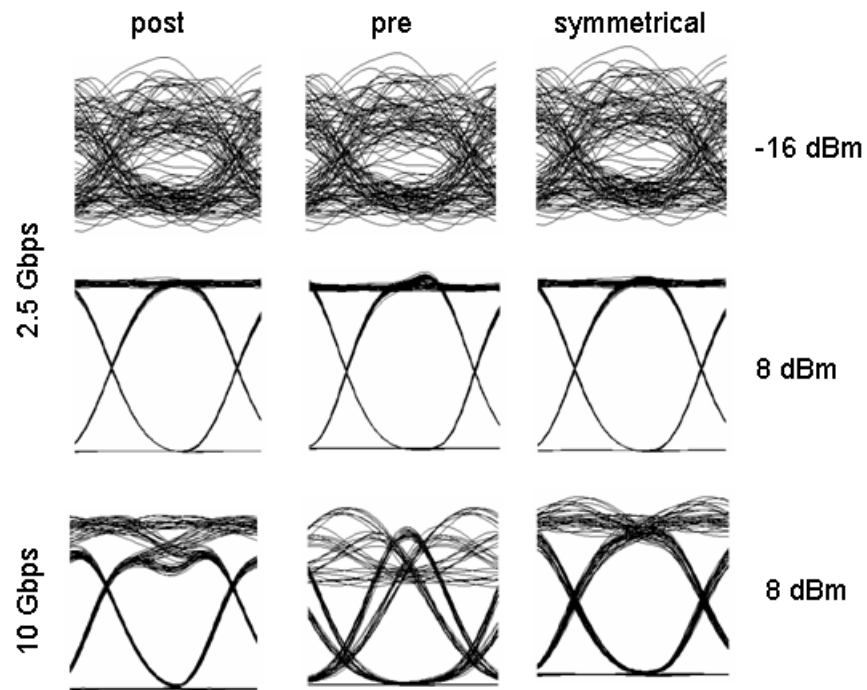 post pre symmetrical
-16 dBm
2.5 Gbps
8 dBm
10 Gbps
8 dBm